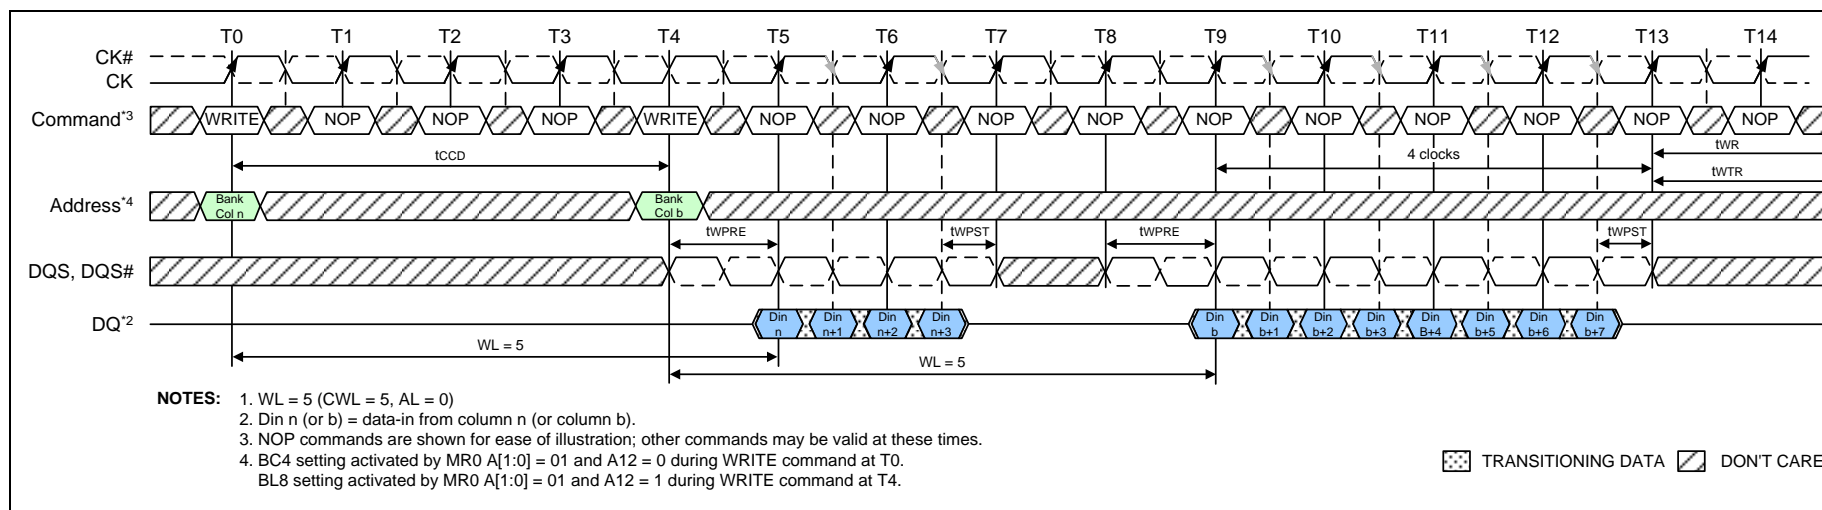 T0 T1 T2 T3 T4 T5 T6 T7 T8 T9 T10 T11 T12 T13 T14
CK#
CK
Command*3 WRITE NOP NOP NOP WRITE NOP NOP NOP NOP NOP NOP NOP NOP NOP NOP
tCCD 4 clocks tWR
tWTR
Address*4 Bank Col n Bank Col b
tWPRE tWPST tWPRE tWPST
DQS, DQS#
DQ*2 Din n Din n+1 Din n+2 Din n+3 Din b Din b+1 Din b+2 Din b+3 Din B+4 Din b+5 Din b+6 Din b+7
WL = 5
WL = 5
NOTES: 1. WL = 5 (CWL = 5, AL = 0)
2. Din n (or b) = data-in from column n (or column b).
3. NOP commands are shown for ease of illustration; other commands may be valid at these times.
4. BC4 setting activated by MR0 A[1:0] = 01 and A12 = 0 during WRITE command at T0.
BL8 setting activated by MR0 A[1:0] = 01 and A12 = 1 during WRITE command at T4.
TRANSITIONING DATA DON'T CARE